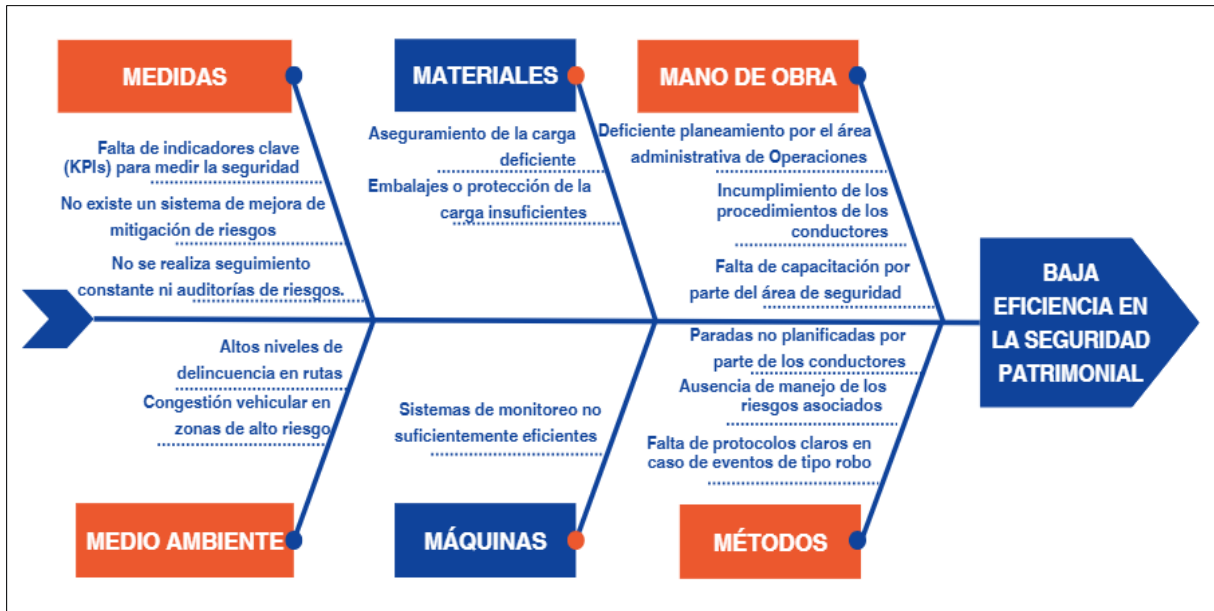 MEDIDAS
Falta de indicadores clave
(KPIs) para medir la seguridad
No existe un sistema de mejora de
mitigación de riesgos
No se realiza seguimiento
constante ni auditorías de riesgos.
MATERIALES
Aseguramiento de la carga
deficiente
Embalajes o protección de la
carga insuficientes
MANO DE OBRA
Deficiente planeamiento por el área
administrativa de Operaciones
Incumplimiento de los
procedimientos de los
conductores
Falta de capacitación por
parte del área de seguridad
BAJA
EFICIENCIA EN
LA SEGURIDAD
PATRIMONIAL
Altos niveles de
delincuencia en rutas
Congestión vehicular en
zonas de alto riesgo
MEDIO AMBIENTE
Sistemas de monitoreo no
suficientemente eficientes
MÁQUINAS
Paradas no planificadas por
parte de los conductores
Ausencia de manejo de los
riesgos asociados
Falta de protocolos claros en
caso de eventos de tipo robo
MÉTODOS